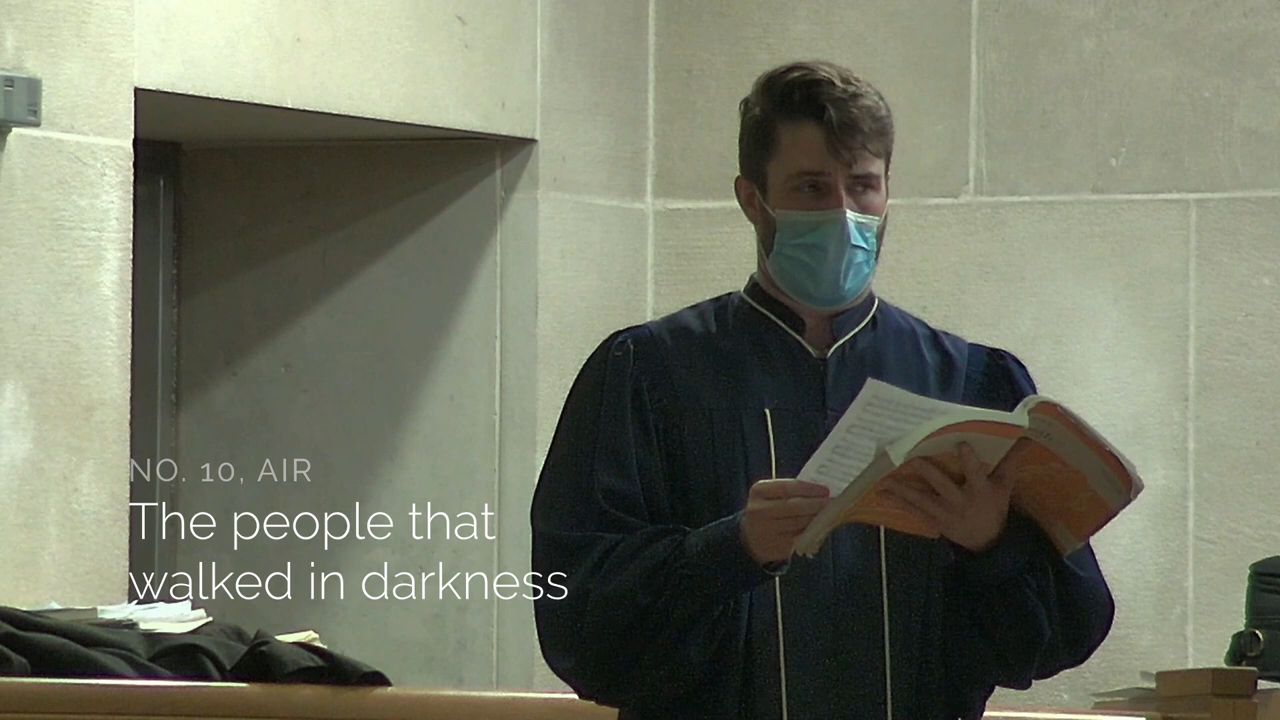 NO. 10, AIR
The people that
walked in darkness